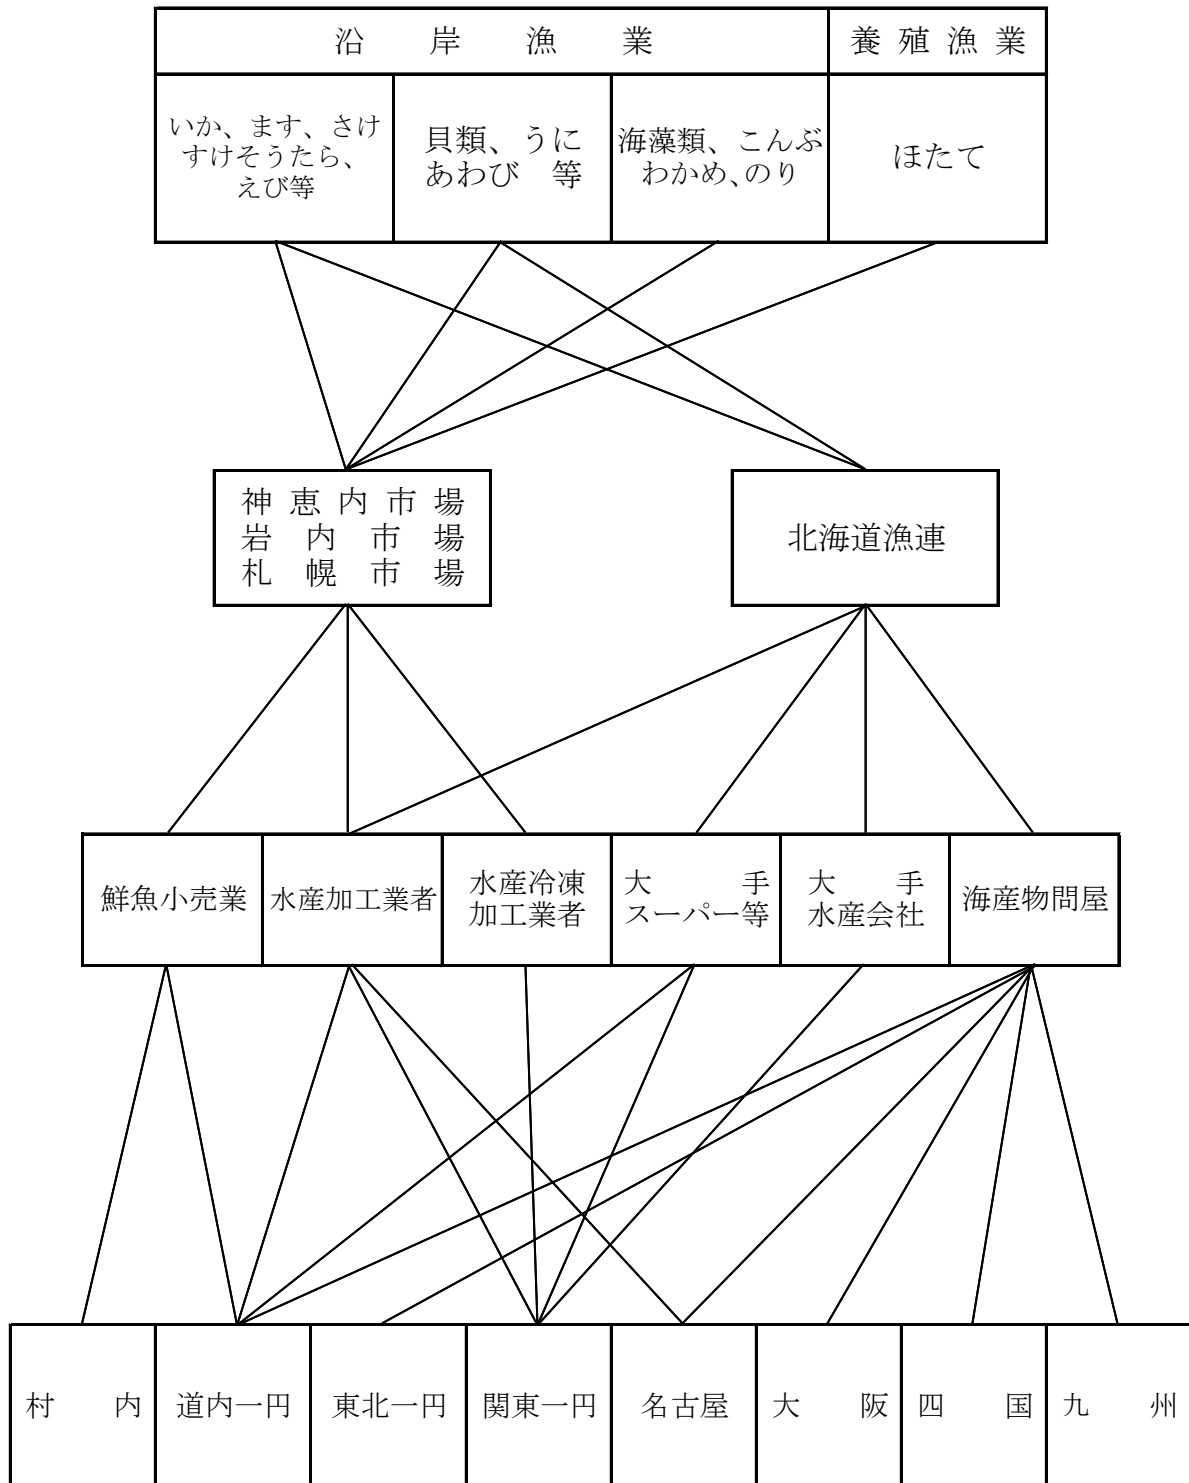 沿岸漁業
養殖漁業
いか、ます、さけ
すけそうたら、
えび等
貝類、うに
あわび 等
海藻類、こんぶ
わかめ、のり
ほたて
神恵内市場
岩内市場
札幌市場
北海道漁連
鮮魚小売業
水産加工業者
水産冷凍
加工業者
大手
スーパー等
大手
水産会社
海産物問屋
村内
道内一円
東北一円
関東一円
名古屋
大阪
四国
九州